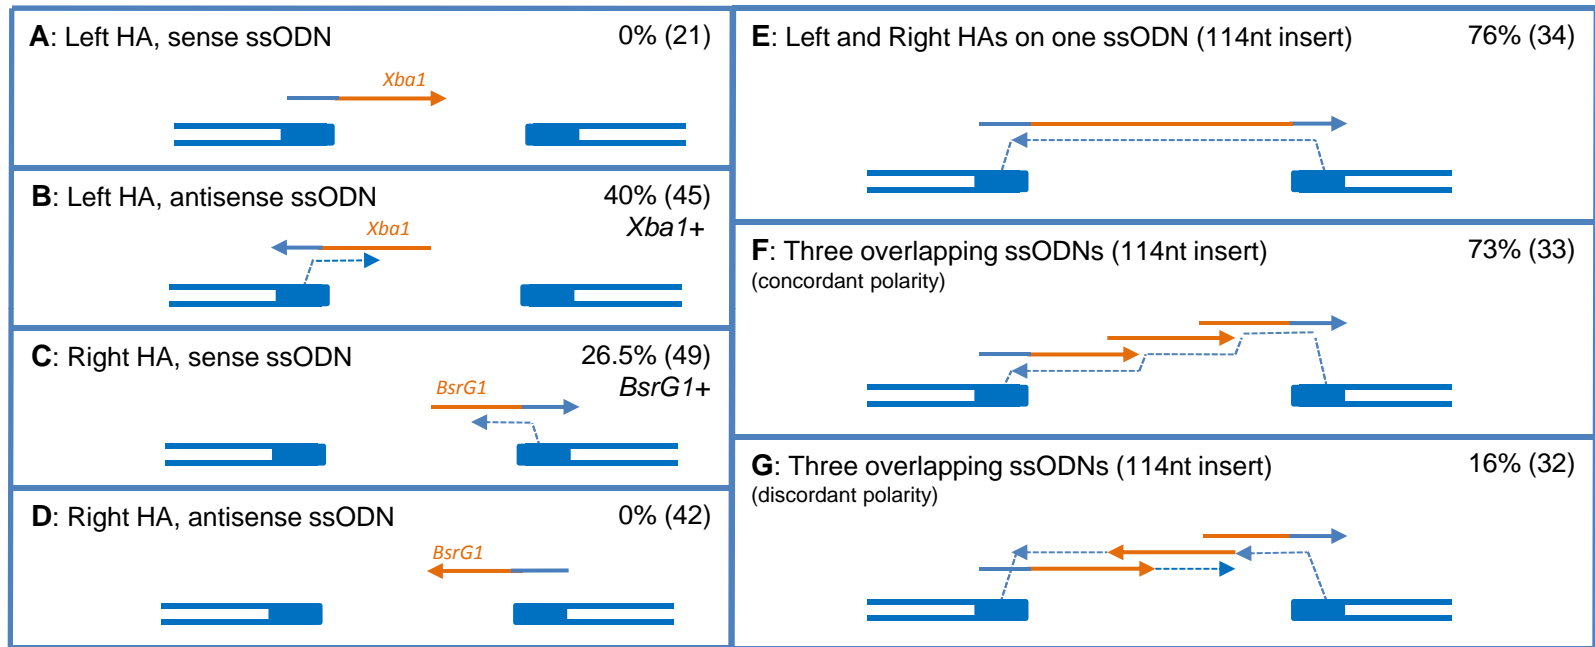 A: Left HA, sense ssODN 0% (21)
Xba1
B: Left HA, antisense ssODN 40% (45)
Xba1+
Xba1
C: Right HA, sense ssODN 26.5% (49)
BsrG1+
BsrG1
D: Right HA, antisense ssODN 0% (42)
BsrG1
E: Left and Right HAs on one ssODN (114nt insert) 76% (34)
F: Three overlapping ssODNs (114nt insert) 73% (33)
(concordant polarity)
G: Three overlapping ssODNs (114nt insert) 16% (32)
(discordant polarity)